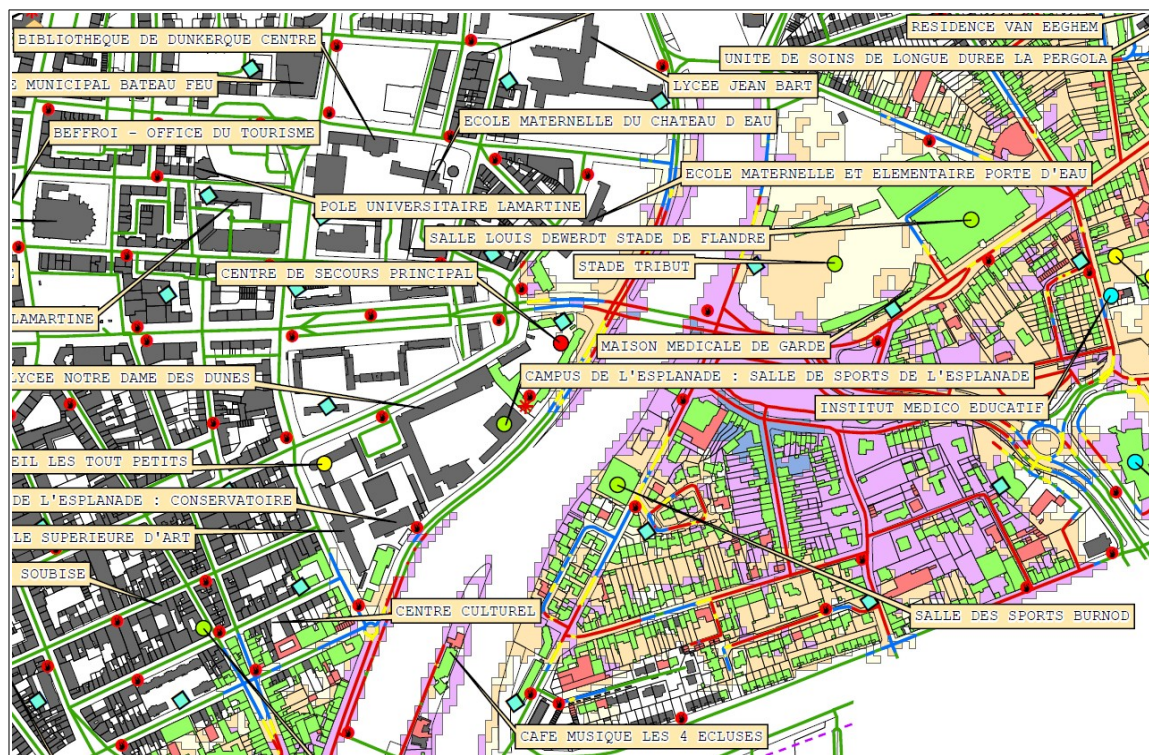 RESIDENCE VAN EEGHEM
BIBLIOTHEQUE DE DUNKERQUE CENTRE
UNITE DE SOINS DE LONGUE DUREE LA PERGOLA
E MUNICIPAL BATEAU FEU
LYCEE JEAN BART
ECOLE MATERNELLE DU CHATEAU D EAU
BEFFROI - OFFICE DU TOURISME
ECOLE MATERNELLE ET ELEMENTAIRE PORTE D'EAU
POLE UNIVERSITAIRE LAMARTINE
SALLE LOUIS DEWERDT STADE DE FLANDRE
STADE TRIBUT
CENTRE DE SECOURS PRINCIPAL
LAMARTINE
MAISON MEDICALE DE GARDE
LYCEE NOTRE DAME DES DUNES
CAMPUS DE L'ESPLANADE : SALLE DE SPORTS DE L'ESPLANADE
INSTITUT MEDICO EDUCATIF
EIL LES TOUT PETITS
DE L'ESPLANADE : CONSERVATOIRE
LE SUPERIEURE D'ART
SOUBISE
CENTRE CULTUREL
SALLE DES SPORTS BURNOD
CAFE MUSIQUE LES 4 ECLUSES